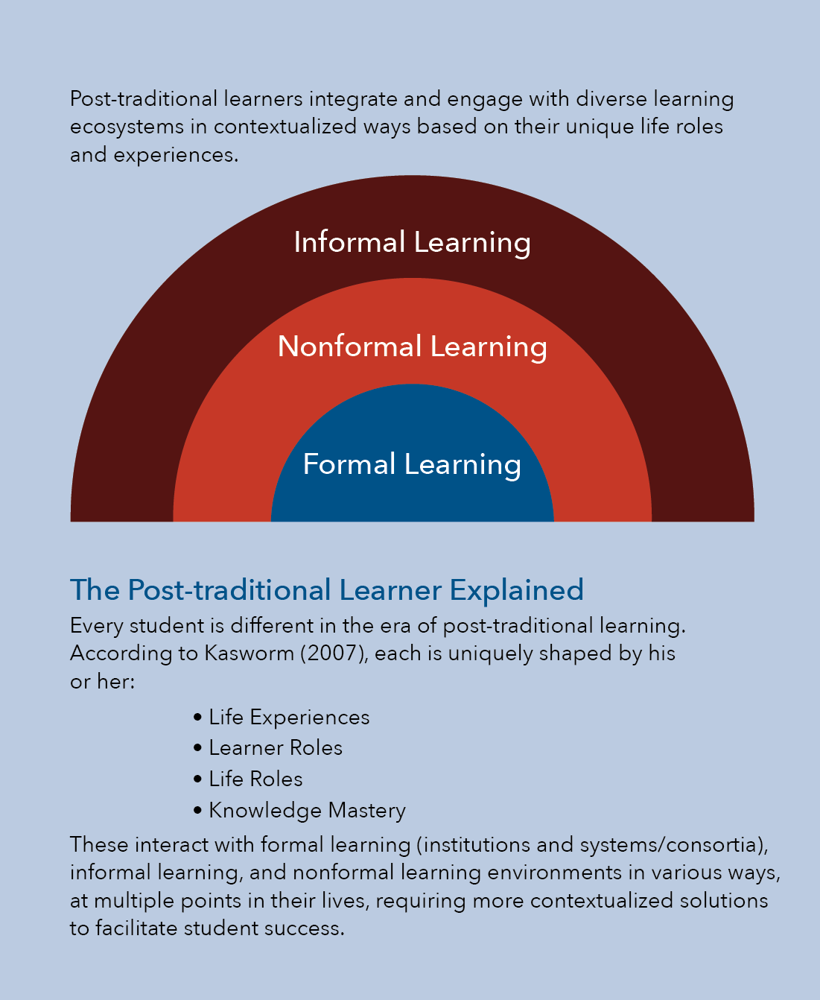 Post-traditional learners integrate and engage with diverse learning
ecosystems in contextualized ways based on their unique life roles
and experiences.
Informal Learning
Nonformal Learning
Formal Learning
The Post-traditional Learner Explained
Every student is different in the era of post-traditional learning.
According to Kasworm (2007), each is uniquely shaped by his
or her:
• Life Experiences
• Learner Roles
• Life Roles
• Knowledge Mastery
These interact with formal learning (institutions and systems/consortia),
informal learning, and nonformal learning environments in various ways,
at multiple points in their lives, requiring more contextualized solutions
to facilitate student success.